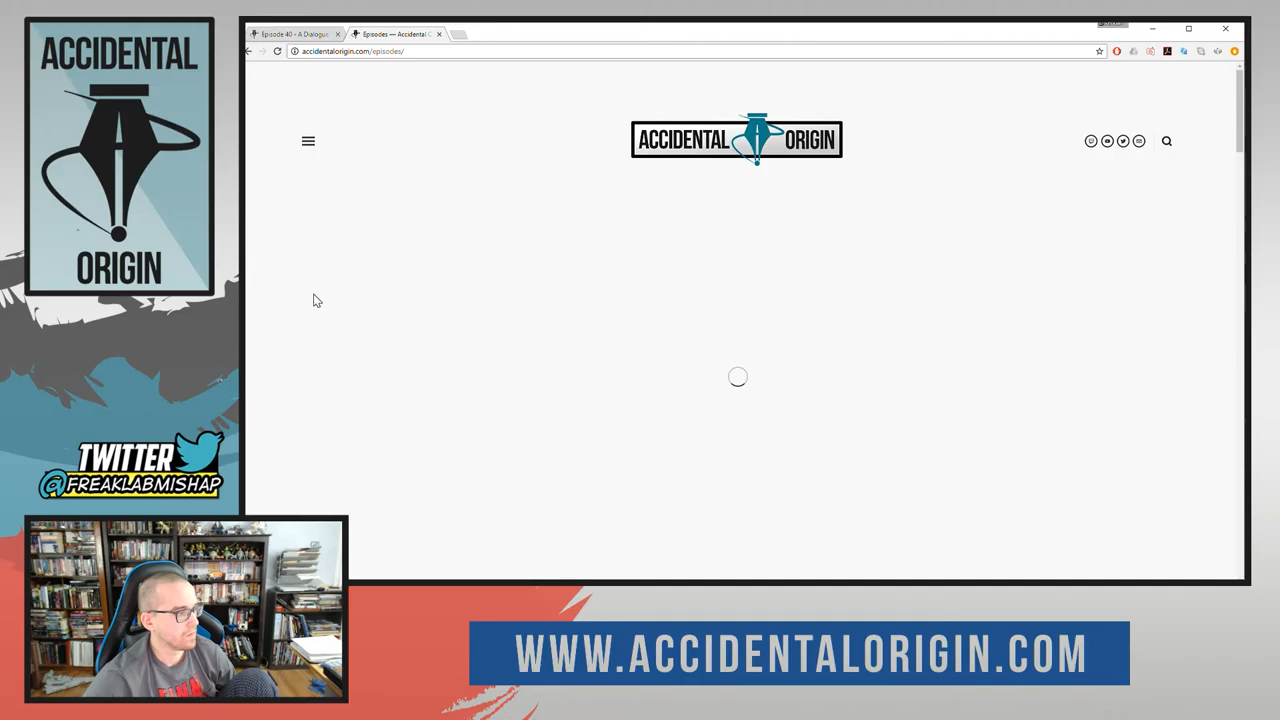 ACCIDENTAL
ORIGIN
Episode 40 - A Dialogue
Episodes — Accidental O
accidentalorigin.com/episodes/
ACCIDENTAL ORIGIN
TWITTER
@FREAKLABMISHAP
WWW.ACCIDENTALORIGIN.COM